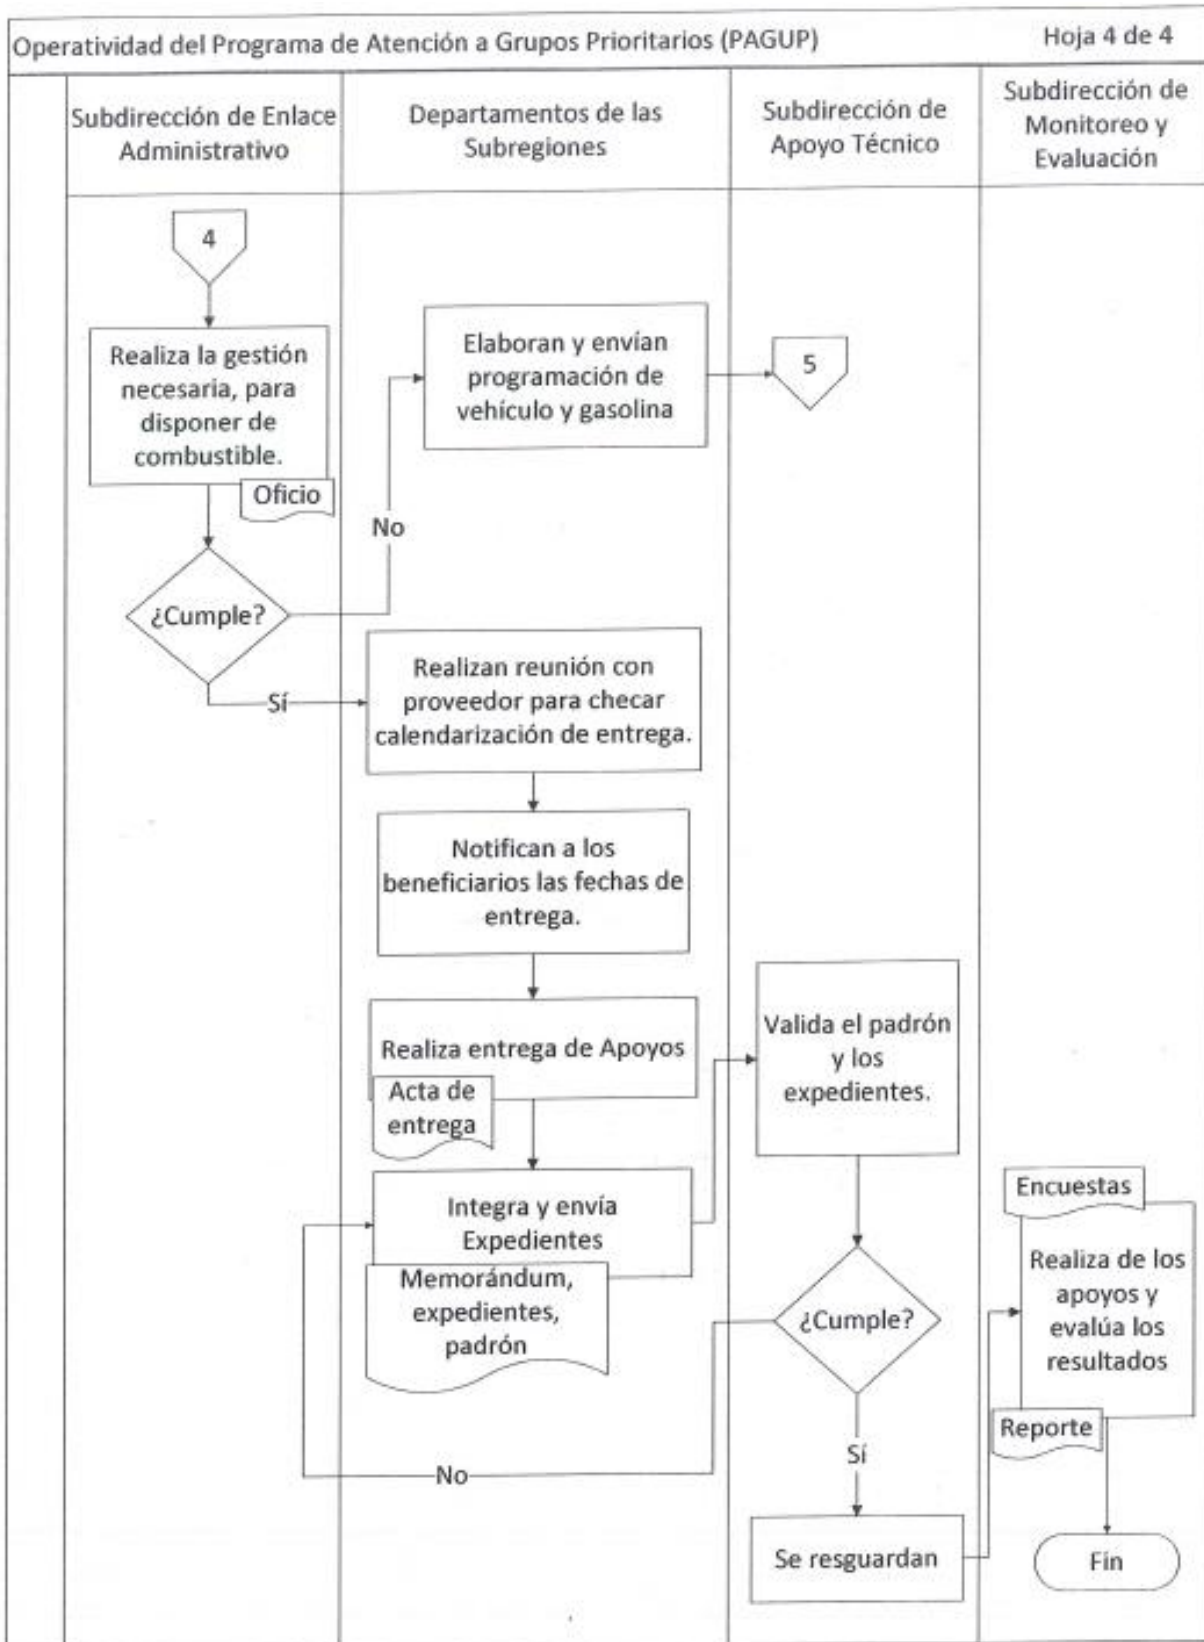 Operatividad del Programa de Atención a Grupos Prioritarios (PAGUP)
Hoja 4 de 4
Subdirección de Enlace
Administrativo
Departamentos de las
Subregiones
Subdirección de
Apoyo Técnico
Subdirección de
Monitoreo y
Evaluación
4
Realiza la gestión
necesaria, para
disponer de
combustible.
Oficio
Elaboran y envían
programación de
vehículo y gasolina
5
No
¿Cumple?
Sí
Realizan reunión con
proveedor para checar
calendarización de entrega.
Notifican a los
beneficiarios las fechas de
entrega.
Realiza entrega de Apoyos
Acta de
entrega
Valida el padrón
y los
expedientes.
Integra y envía
Expedientes
Memorándum,
expedientes,
padrón
¿Cumple?
No
Sí
Se resguardan
Encuestas
Realiza de los
apoyos y
evalúa los
resultados
Reporte
Fin